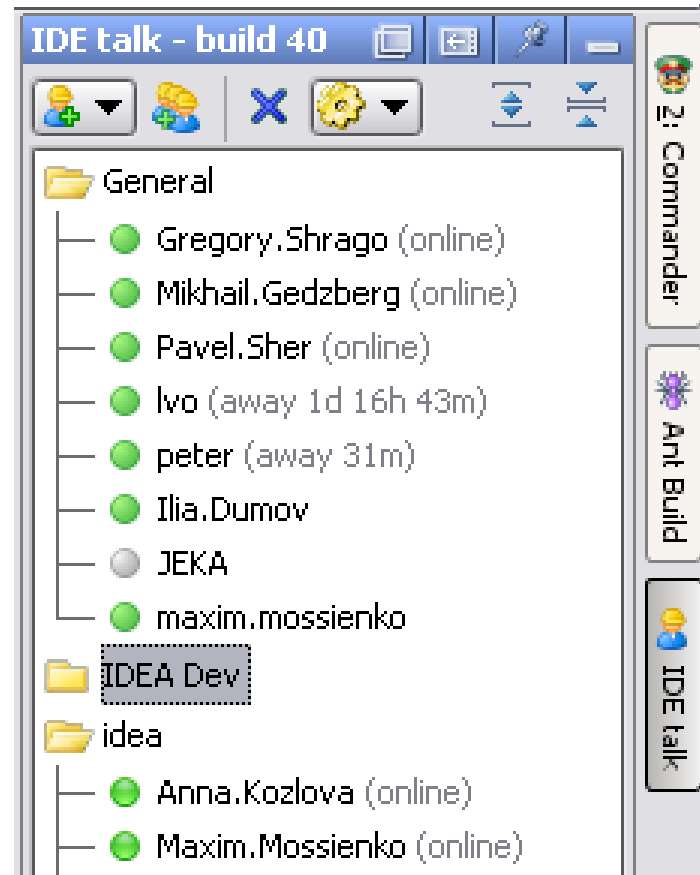 IDE talk - build 40
General
Gregory.Shrago (online)
Mikhail.Gedzberg (online)
Pavel.Sher (online)
lvo (away 1d 16h 43m)
peter (away 31m)
Ilia.Dumov
JEKA
maxim.mossienko
IDEA Dev
idea
Anna.Kozlova (online)
Maxim.Mossienko (online)
2: Commander
Ant Build
IDE talk